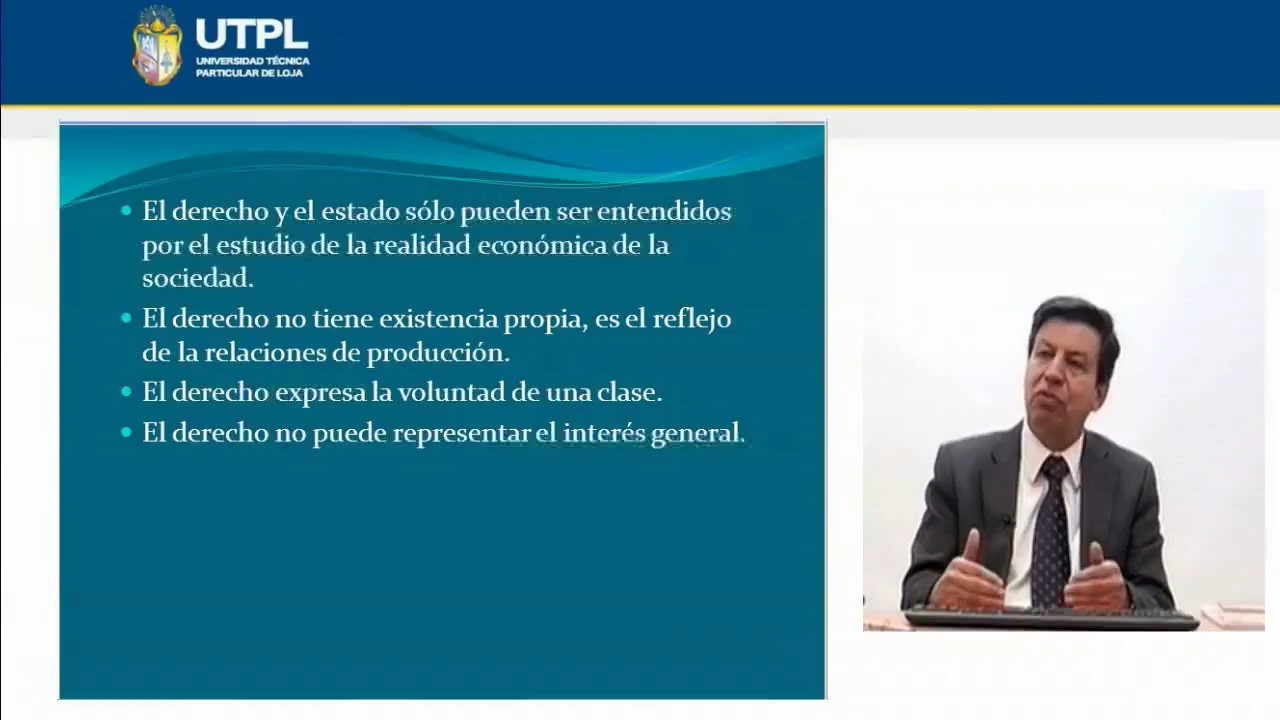 UTPL
UNIVERSIDAD TÉCNICA
PARTICULAR DE LOJA
• El derecho y el estado sólo pueden ser entendidos
por el estudio de la realidad económica de la
sociedad.
• El derecho no tiene existencia propia, es el reflejo
de la relaciones de producción.
• El derecho expresa la voluntad de una clase.
• El derecho no puede representar el interés general.